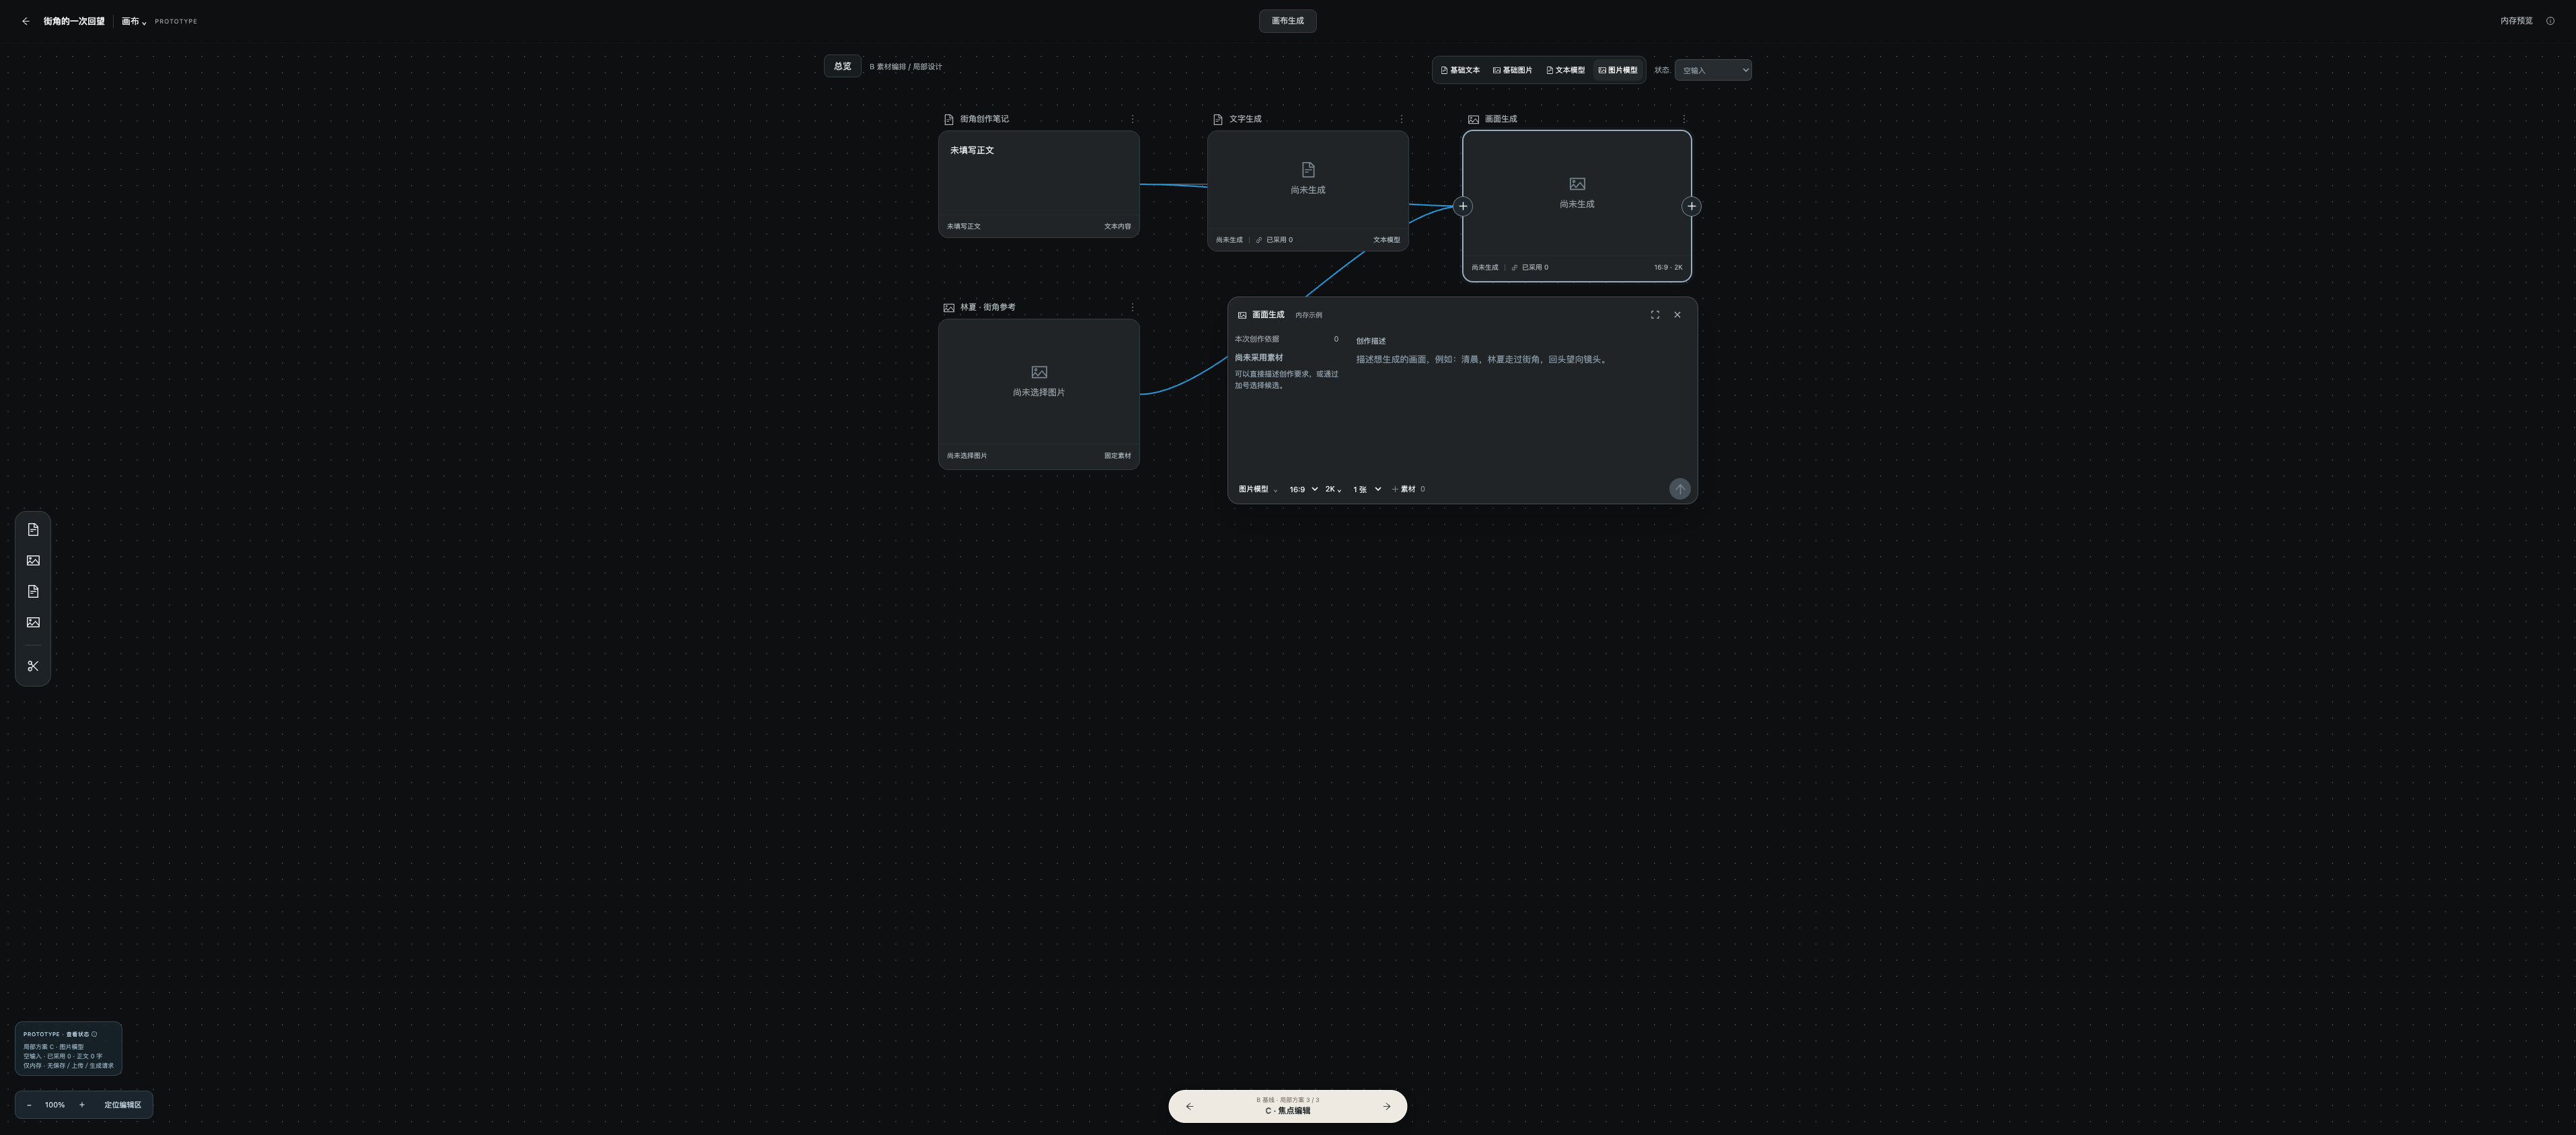 街角的一次回望
画布
PROTOTYPE
画布生成
内存预览
总览
B 素材编排 / 局部设计
基础文本
基础图片
文本模型
图片模型
状态
空输入
街角创作笔记
未填写正文
未填写正文
文本内容
文字生成
尚未生成
尚未生成
已采用 0
文本模型
画面生成
尚未生成
尚未生成
已采用 0
16:9 · 2K
林夏 · 街角参考
尚未选择图片
尚未选择图片
固定素材
画面生成
内存示例
本次创作依据
0
尚未采用素材
可以直接描述创作要求，或通过
加号选择候选。
创作描述
描述想生成的画面，例如：清晨，林夏走过街角，回头望向镜头。
图片模型
16:9
2K
1 张
素材
0
PROTOTYPE · 查看状态
局部方案 C · 图片模型
空输入 · 已采用 0 · 正文 0 字
仅内存 · 无保存 / 上传 / 生成请求
− 100% +
定位编辑区
B 基线 · 局部方案 3 / 3
C · 焦点编辑